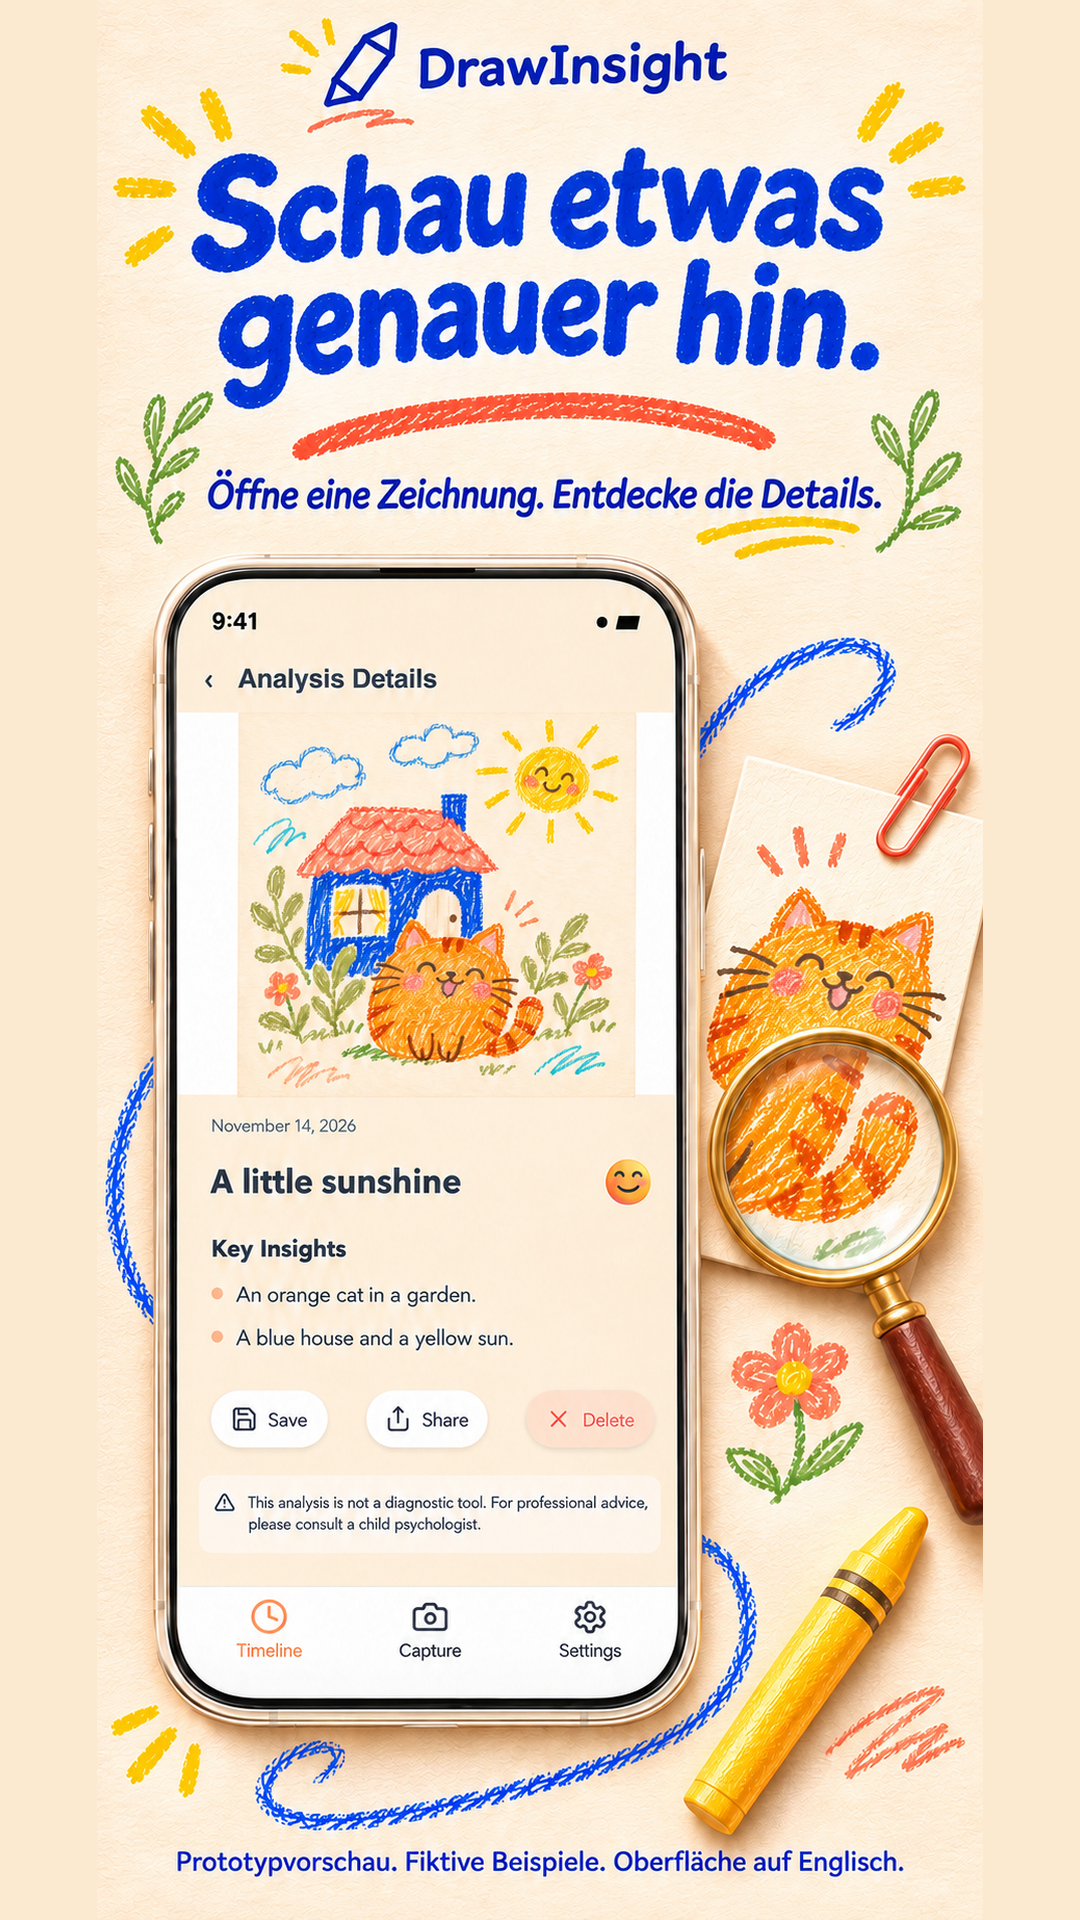 DrawInsight
Schau etwas
genauer hin.
Öffne eine Zeichnung. Entdecke die Details.
9:41
‹ Analysis Details
November 14, 2026
A little sunshine
Key Insights
An orange cat in a garden.
A blue house and a yellow sun.
Save Share Delete
This analysis is not a diagnostic tool. For professional advice,
please consult a child psychologist.
Timeline Capture Settings
Prototypvorschau. Fiktive Beispiele. Oberfläche auf Englisch.